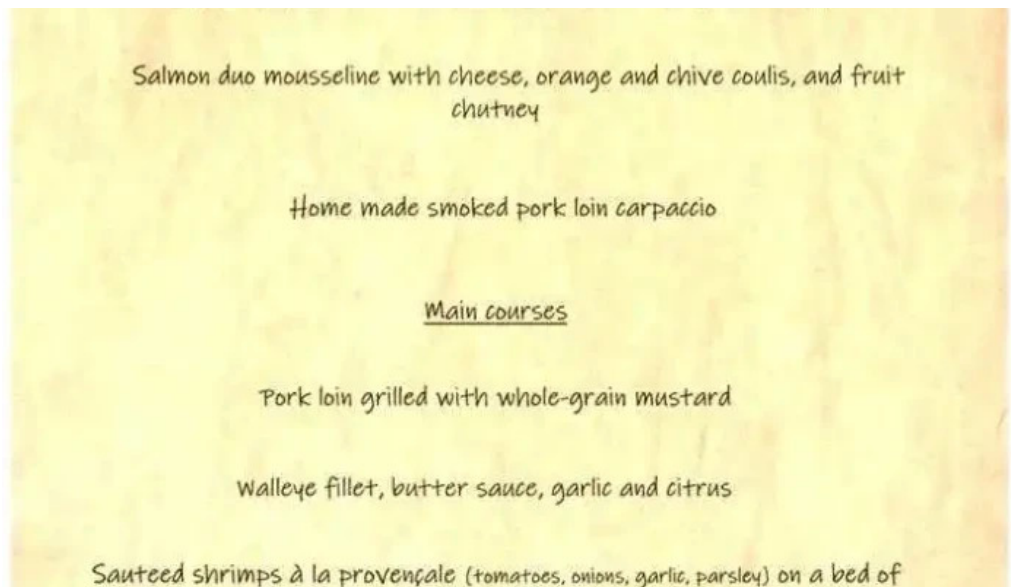 Salmon duo mousseline with cheese, orange and chive coulis, and fruit
chutney
Home made smoked pork loin carpaccio
Main courses
Pork loin grilled with whole-grain mustard
Walleye fillet, butter sauce, garlic and citrus
Sauteed shrimps à la provençale (tomatoes, onions, garlic, parsley) on a bed of